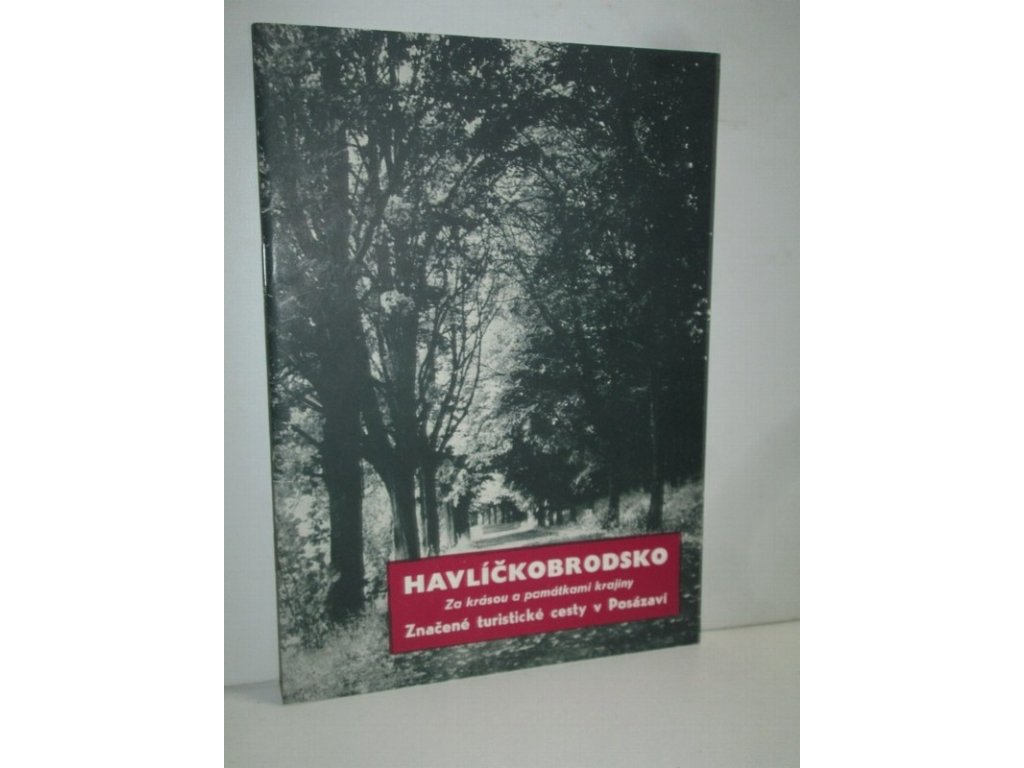 HAVLÍČKOBRODSKO
Za krásou a památkami krajiny
Značené turistické cesty v Posázaví